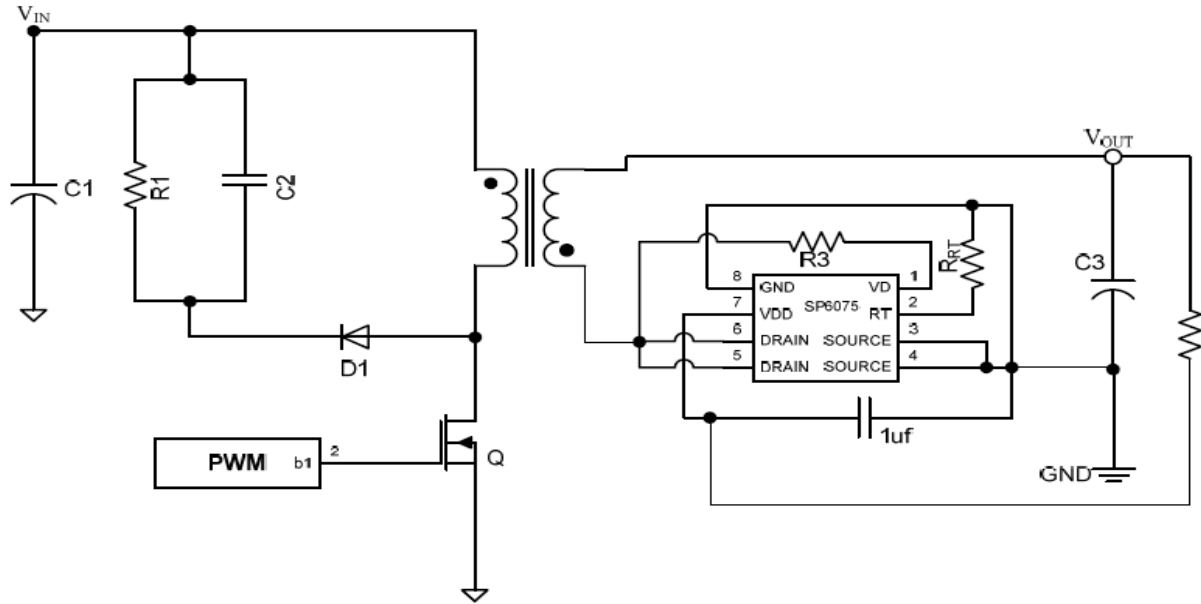 VIN
C1
R1
C2
D1
PWM b1
2
Q
VOUT
R3
RRT
C3
8 GND VD 1
SP6075
7 VDD RT 2
6 DRAIN SOURCE 3
5 DRAIN SOURCE 4
1uf
GND